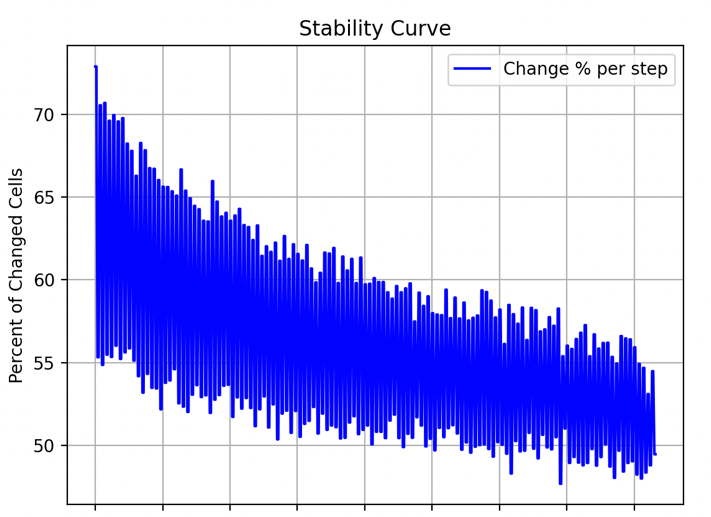 Stability Curve
Change % per step
Percent of Changed Cells
70
65
60
55
50